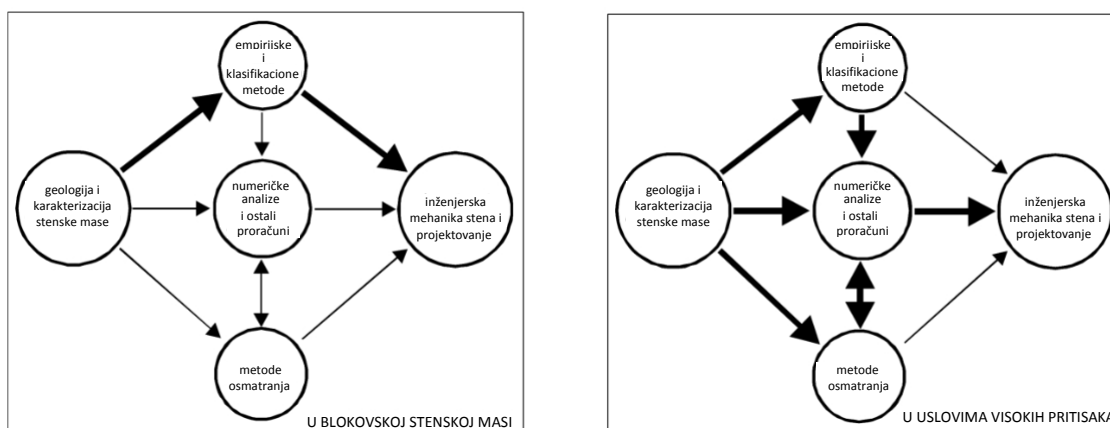 empirijske
i
klasifikacione
metode
geologija i
karakterizacija
stenske mase
numeričke
analize
i ostali
proračuni
inženjerska
mehanika stena i
projektovanje
metode
osmatranja
U BLOKOVSKOJ STENSKOJ MASI
empirijske
i
klasifikacione
metode
geologija i
karakterizacija
stenske mase
numeričke
analize
i ostali
proračuni
inženjerska
mehanika stena i
projektovanje
metode
osmatranja
U USLOVIMA VISOKIH PRITISAKA